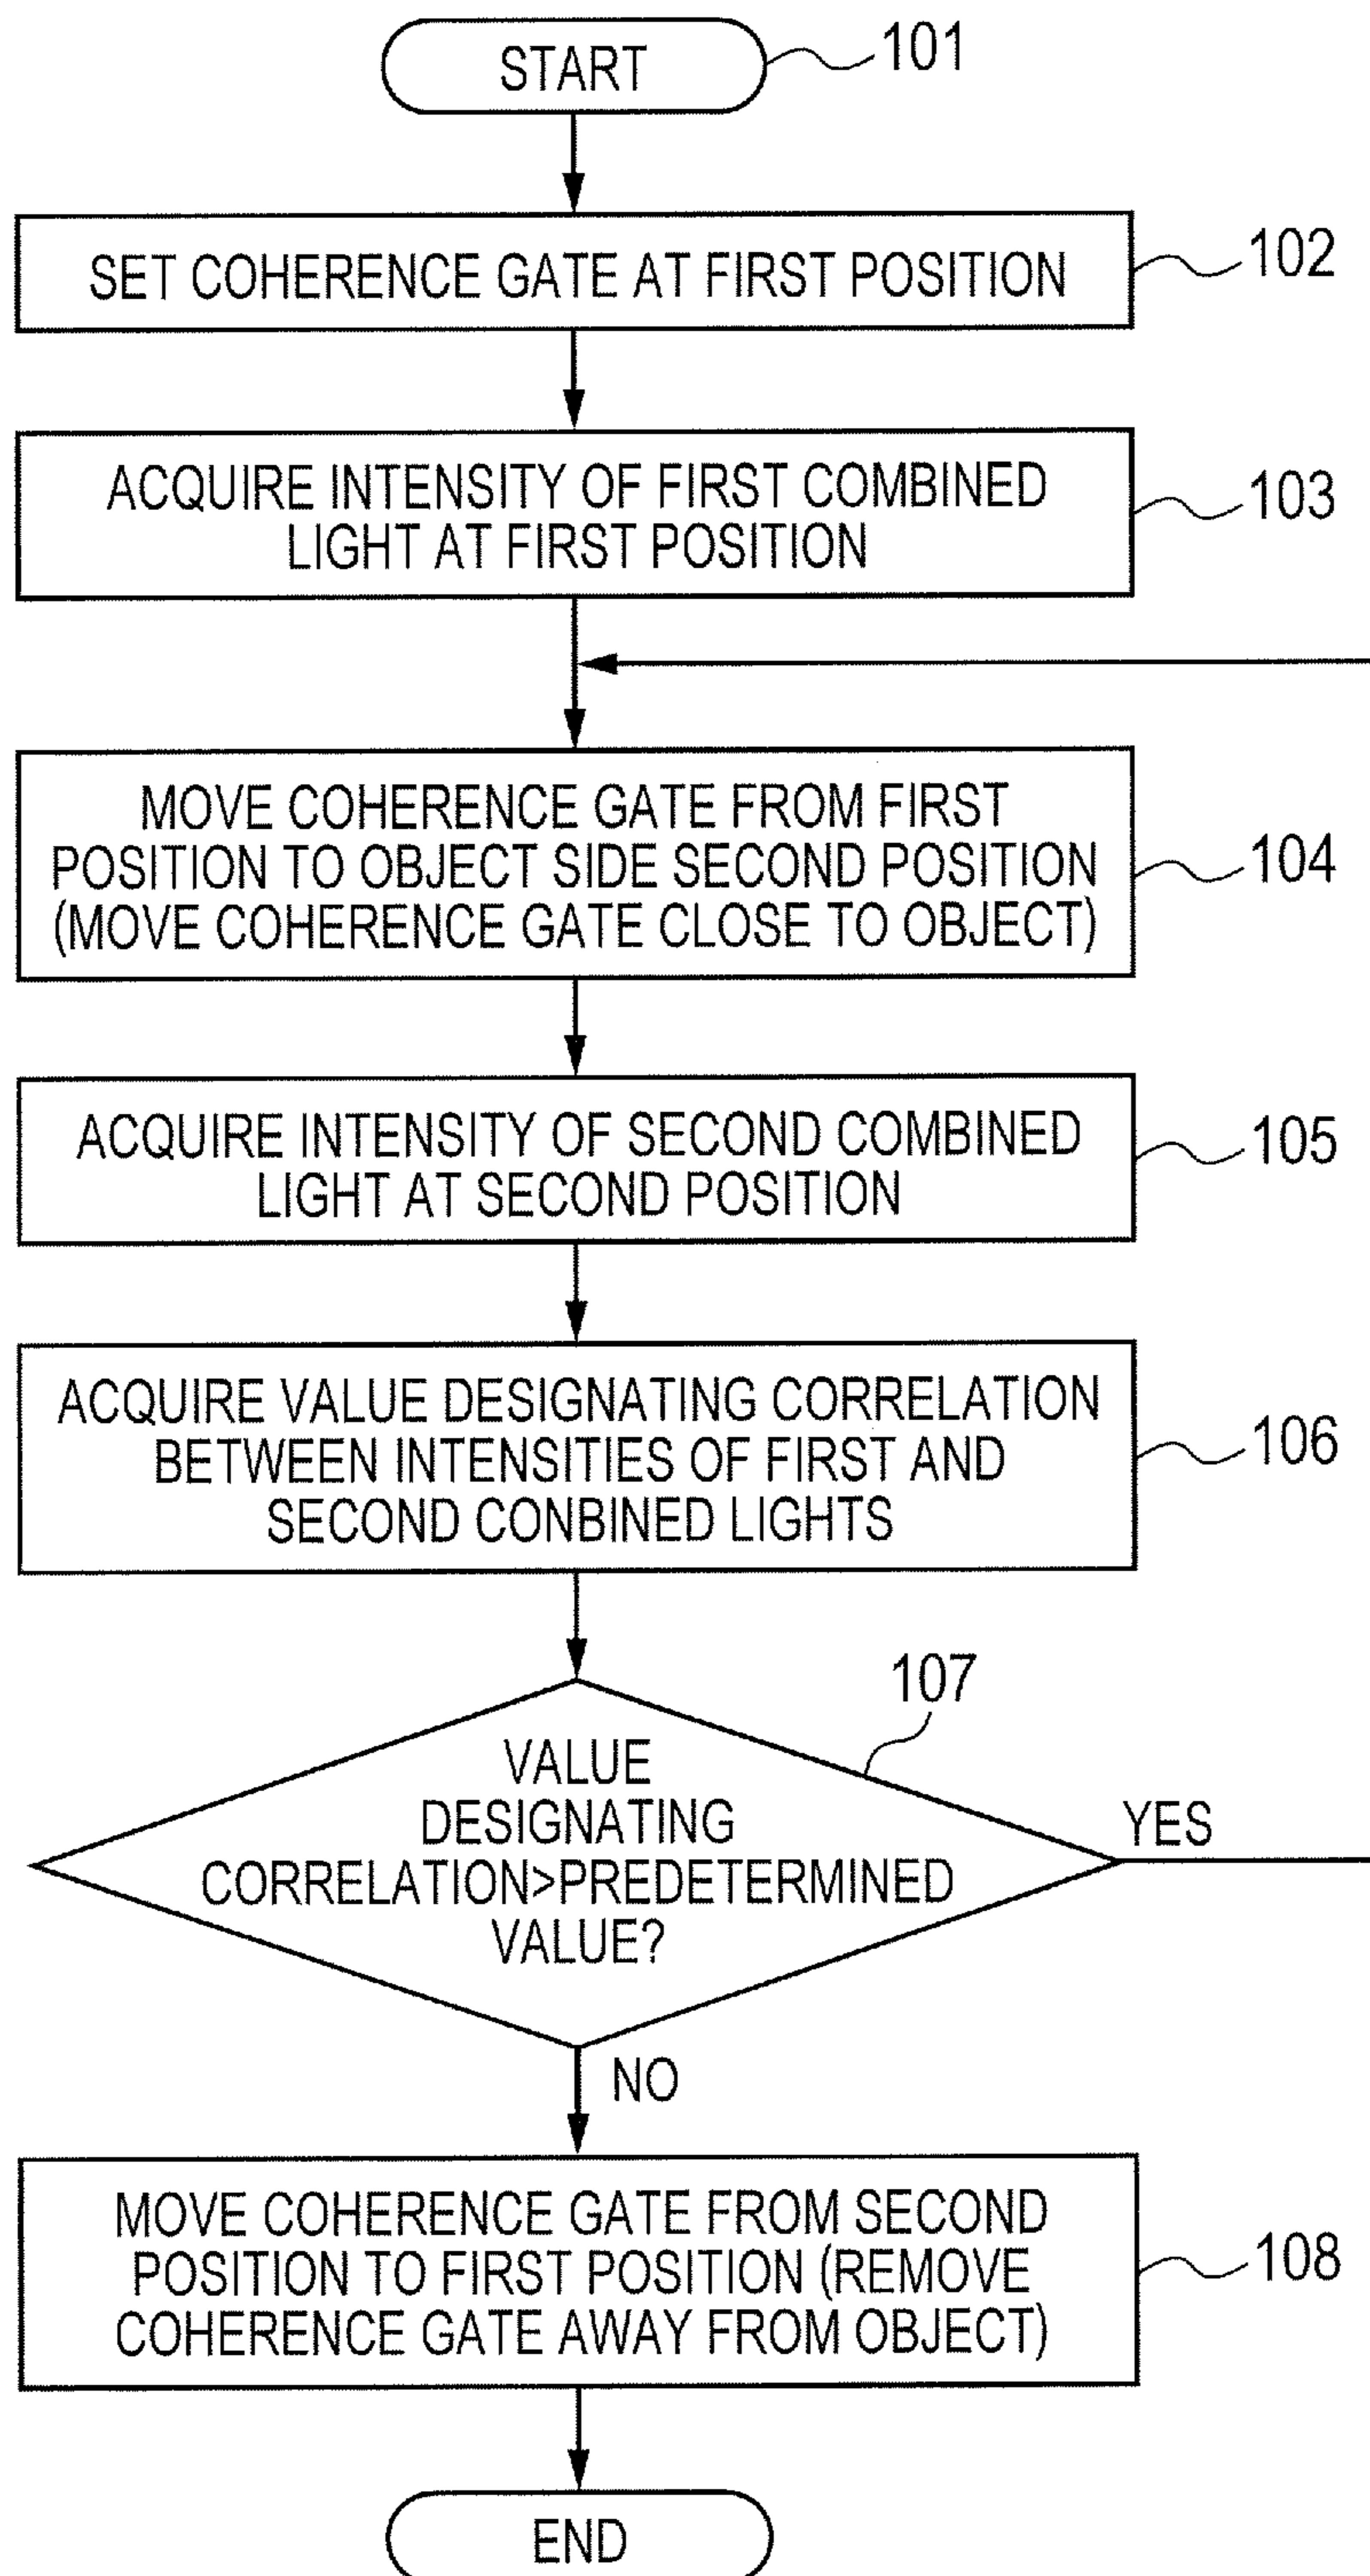 START
101
SET COHERENCE GATE AT FIRST POSITION
102
ACQUIRE INTENSITY OF FIRST COMBINED
LIGHT AT FIRST POSITION
103
MOVE COHERENCE GATE FROM FIRST
POSITION TO OBJECT SIDE SECOND POSITION
(MOVE COHERENCE GATE CLOSE TO OBJECT)
104
ACQUIRE INTENSITY OF SECOND COMBINED
LIGHT AT SECOND POSITION
105
ACQUIRE VALUE DESIGNATING CORRELATION
BETWEEN INTENSITIES OF FIRST AND
SECOND CONBINED LIGHTS
106
107
VALUE
DESIGNATING
CORRELATION>PREDETERMINED
VALUE?
YES
NO
MOVE COHERENCE GATE FROM SECOND
POSITION TO FIRST POSITION (REMOVE
COHERENCE GATE AWAY FROM OBJECT)
108
END